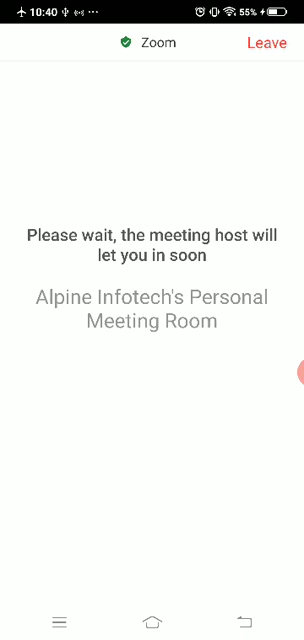 10:40 ··· 55%
Zoom Leave
Please wait, the meeting host will
let you in soon
Alpine Infotech's Personal
Meeting Room